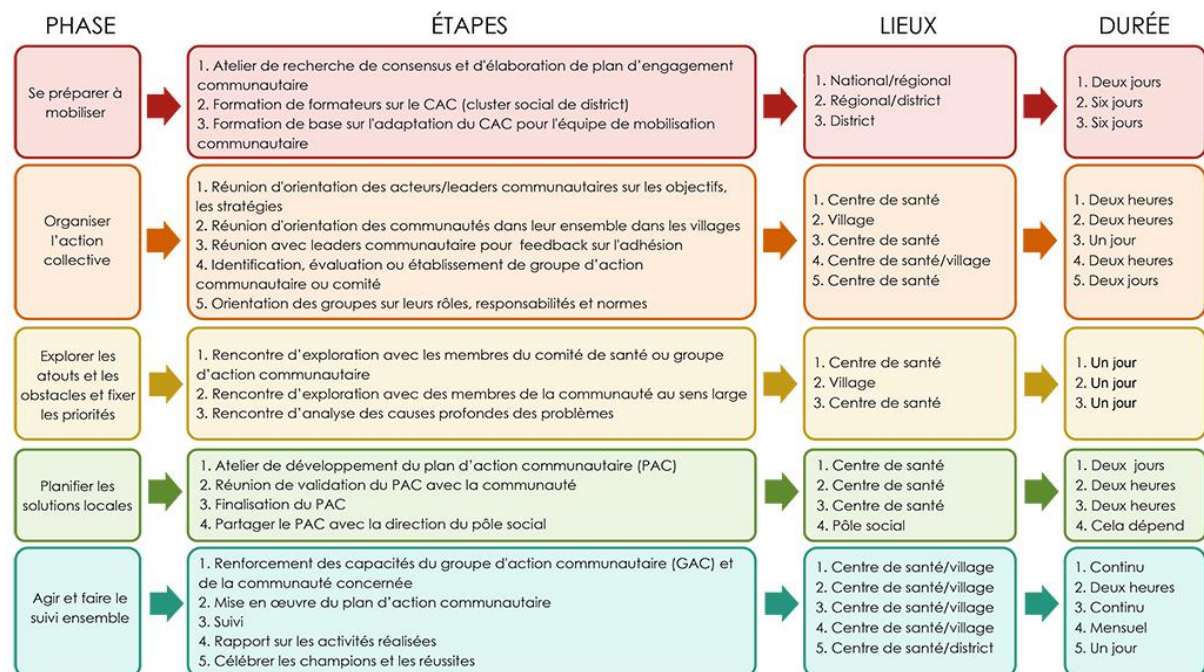 PHASE
ÉTAPES
LIEUX
DURÉE
Se préparer à
mobiliser
1. Atelier de recherche de consensus et d'élaboration de plan d'engagement
communautaire
2. Formation de formateurs sur le CAC (cluster social de district)
3. Formation de base sur l'adaptation du CAC pour l'équipe de mobilisation
communautaire
1. National/régional
2. Régional/district
3. District
1. Deux jours
2. Six jours
3. Six jours
Organiser
l'action
collective
1. Réunion d'orientation des acteurs/leaders communautaires sur les objectifs,
les stratégies
2. Réunion d'orientation des communautés dans leur ensemble dans les villages
3. Réunion avec leaders communautaire pour feedback sur l'adhésion
4. Identification, évaluation ou établissement de groupe d'action
communautaire ou comité
5. Orientation des groupes sur leurs rôles, responsabilités et normes
1. Centre de santé
2. Village
3. Centre de santé
4. Centre de santé/village
5. Centre de santé
1. Deux heures
2. Deux heures
3. Un jour
4. Deux heures
5. Deux jours
Explorer les
atouts et les
obstacles et fixer
les priorités
1. Rencontre d'exploration avec les membres du comité de santé ou groupe
d'action communautaire
2. Rencontre d'exploration avec des membres de la communauté au sens large
3. Rencontre d'analyse des causes profondes des problèmes
1. Centre de santé
2. Village
3. Centre de santé
1. Un jour
2. Un jour
3. Un jour
Planifier les
solutions locales
1. Atelier de développement du plan d'action communautaire (PAC)
2. Réunion de validation du PAC avec la communauté
3. Finalisation du PAC
4. Partager le PAC avec la direction du pôle social
1. Centre de santé
2. Centre de santé
3. Centre de santé
4. Pôle social
1. Deux jours
2. Deux heures
3. Deux heures
4. Cela dépend
Agir et faire le
suivi ensemble
1. Renforcement des capacités du groupe d'action communautaire (GAC) et
de la communauté concernée
2. Mise en œuvre du plan d'action communautaire
3. Suivi
4. Rapport sur les activités réalisées
5. Célébrer les champions et les réussites
1. Centre de santé/village
2. Centre de santé/village
3. Centre de santé/village
4. Centre de santé/village
5. Centre de santé/district
1. Continu
2. Deux heures
3. Continu
4. Mensuel
5. Un jour